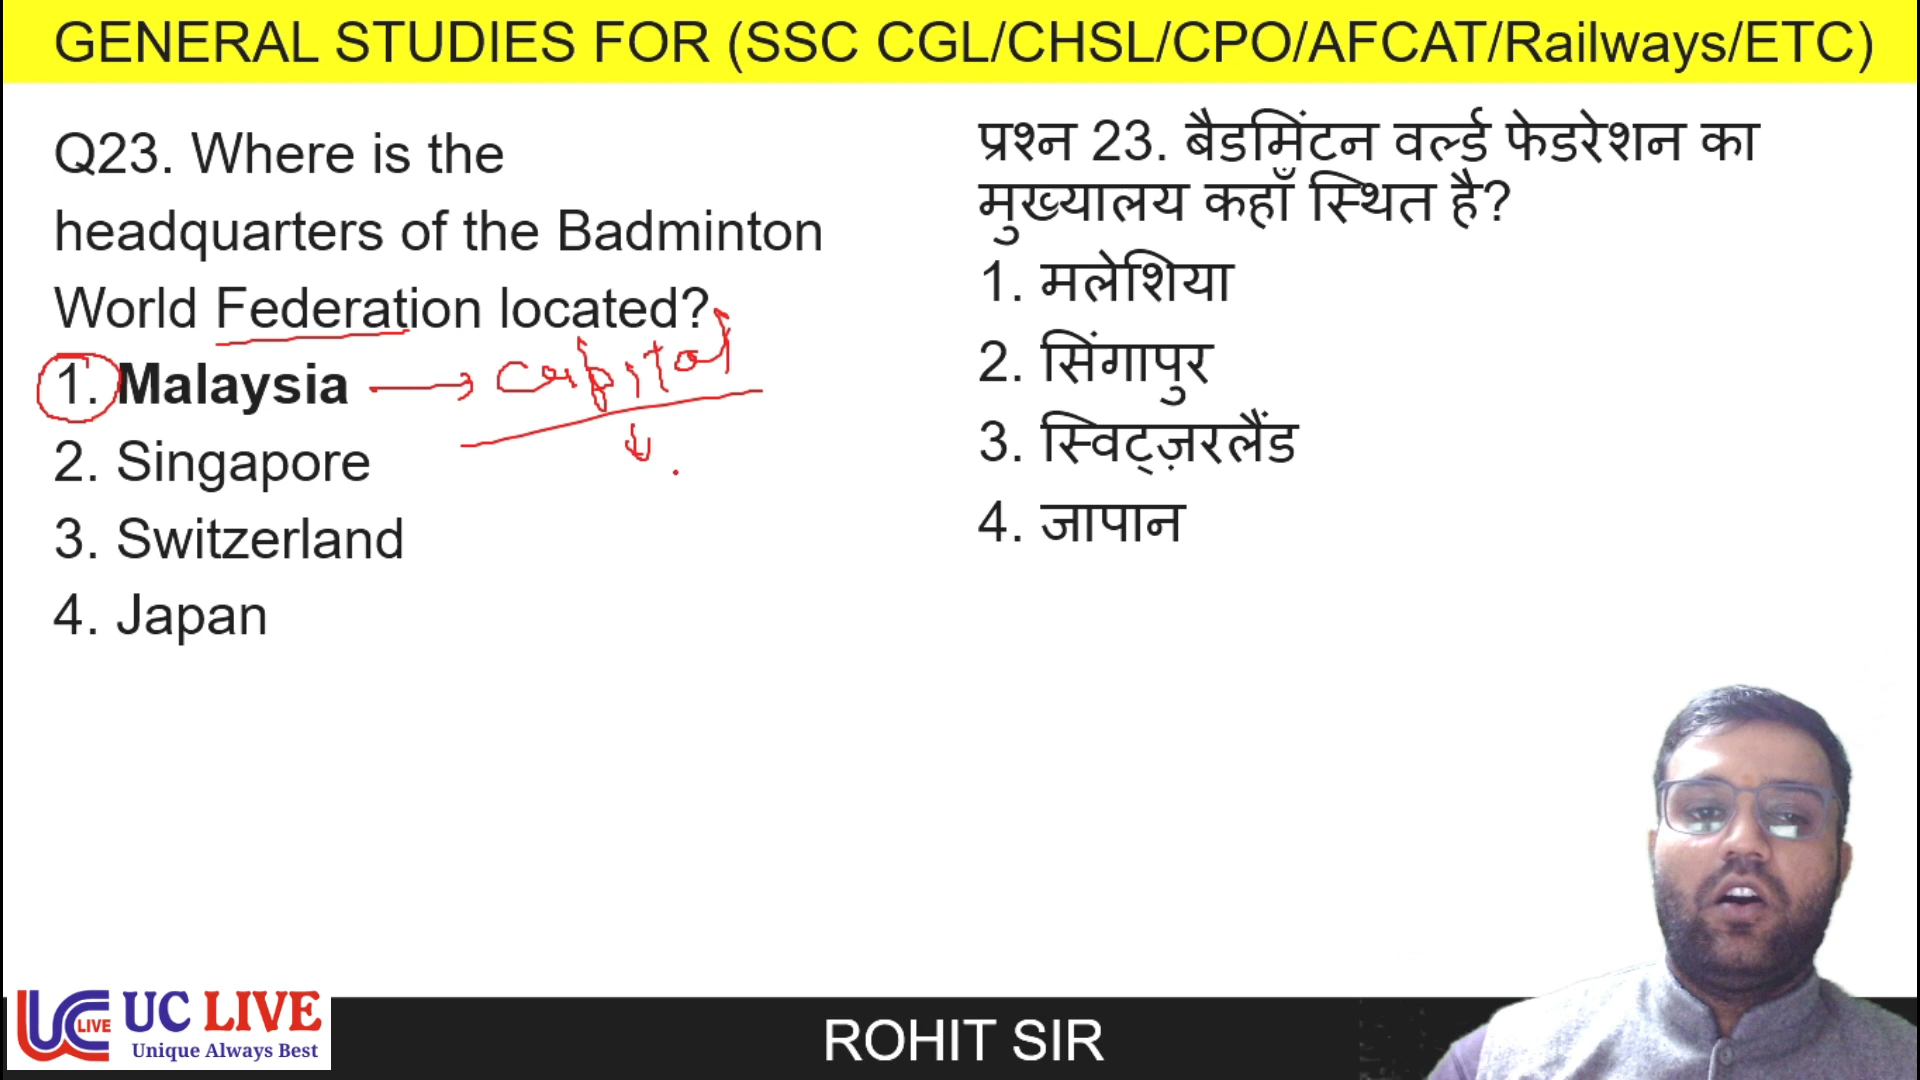 GENERAL STUDIES FOR (SSC CGL/CHSL/CPO/AFCAT/Railways/ETC)
Q23. Where is the
headquarters of the Badminton
World Federation located?
1. Malaysia → capital
2. Singapore
3. Switzerland
4. Japan
प्रश्न 23. बैडमिंटन वर्ल्ड फेडरेशन का
मुख्यालय कहाँ स्थित है?
1. मलेशिया
2. सिंगापुर
3. स्विट्ज़रलैंड
4. जापान
UC LIVE
LIVE
Unique Always Best
ROHIT SIR